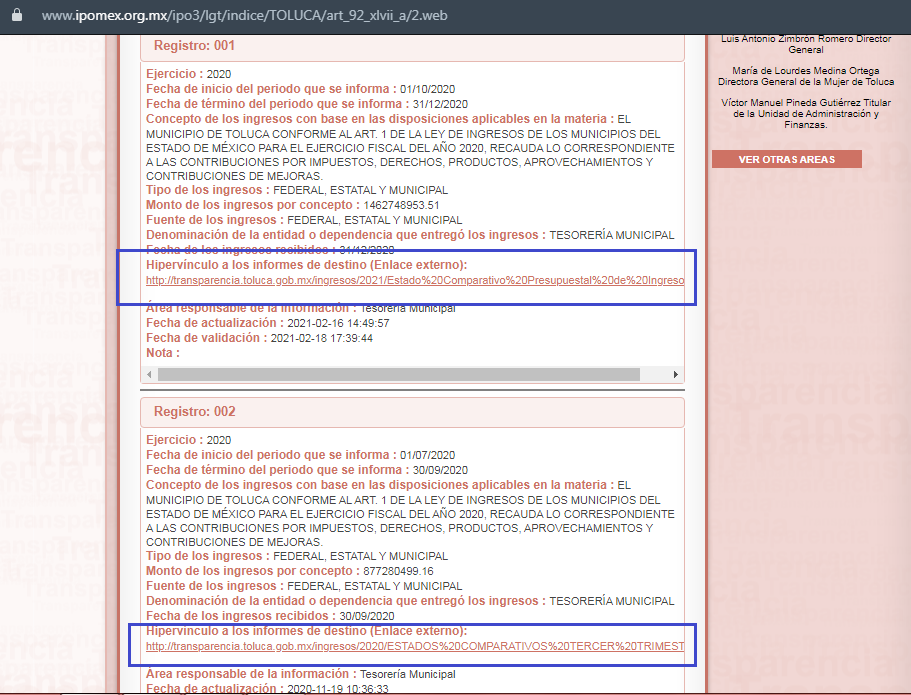 www.ipomex.org.mx/ipo3/lgt/indice/TOLUCA/art_92_xlvii_a/2.web
Registro: 001
Ejercicio : 2020
Fecha de inicio del periodo que se informa : 01/10/2020
Fecha de término del periodo que se informa : 31/12/2020
Concepto de los ingresos con base en las disposiciones aplicables en la materia : EL
MUNICIPIO DE TOLUCA CONFORME AL ART. 1 DE LA LEY DE INGRESOS DE LOS MUNICIPIOS DEL
ESTADO DE MÉXICO PARA EL EJERCICIO FISCAL DEL AÑO 2020, RECAUDA LO CORRESPONDIENTE
A LAS CONTRIBUCIONES POR IMPUESTOS, DERECHOS, PRODUCTOS, APROVECHAMIENTOS Y
CONTRIBUCIONES DE MEJORAS.
Tipo de los ingresos : FEDERAL, ESTATAL Y MUNICIPAL
Monto de los ingresos por concepto : 1462748953.51
Fuente de los ingresos : FEDERAL, ESTATAL Y MUNICIPAL
Denominación de la entidad o dependencia que entregó los ingresos : TESORERÍA MUNICIPAL
Fecha de los ingresos recibidos : 31/12/2020
Hipervínculo a los informes de destino (Enlace externo):
http://transparencia.toluca.gob.mx/ingresos/2021/Estado%20Comparativo%20Presupuestal%20de%20Ingreso
Área responsable de la información : Tesorería Municipal
Fecha de actualización : 2021-02-16 14:49:57
Fecha de validación : 2021-02-18 17:39:44
Nota :
Registro: 002
Ejercicio : 2020
Fecha de inicio del periodo que se informa : 01/07/2020
Fecha de término del periodo que se informa : 30/09/2020
Concepto de los ingresos con base en las disposiciones aplicables en la materia : EL
MUNICIPIO DE TOLUCA CONFORME AL ART. 1 DE LA LEY DE INGRESOS DE LOS MUNICIPIOS DEL
ESTADO DE MÉXICO PARA EL EJERCICIO FISCAL DEL AÑO 2020, RECAUDA LO CORRESPONDIENTE
A LAS CONTRIBUCIONES POR IMPUESTOS, DERECHOS, PRODUCTOS, APROVECHAMIENTOS Y
CONTRIBUCIONES DE MEJORAS.
Tipo de los ingresos : FEDERAL, ESTATAL Y MUNICIPAL
Monto de los ingresos por concepto : 877280499.16
Fuente de los ingresos : FEDERAL, ESTATAL Y MUNICIPAL
Denominación de la entidad o dependencia que entregó los ingresos : TESORERÍA MUNICIPAL
Fecha de los ingresos recibidos : 30/09/2020
Hipervínculo a los informes de destino (Enlace externo):
http://transparencia.toluca.gob.mx/ingresos/2020/ESTADOS%20COMPARATIVOS%20TERCER%20TRIMEST
Área responsable de la información : Tesorería Municipal
Fecha de actualización : 2020-11-19 10:36:33
Luis Antonio Zimbrón Romero Director
General
María de Lourdes Medina Ortega
Directora General de la Mujer de Toluca
Víctor Manuel Pineda Gutiérrez Titular
de la Unidad de Administración y
Finanzas.
VER OTRAS AREAS